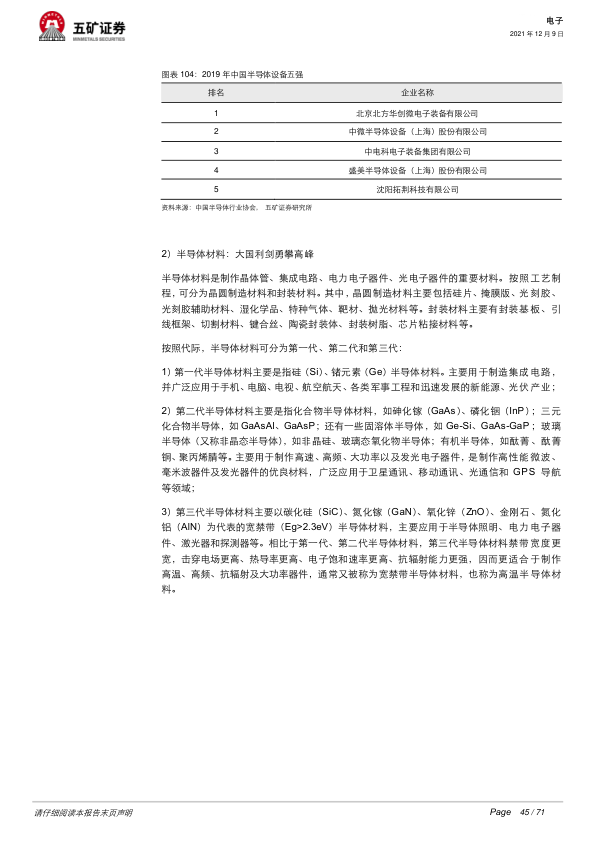 五矿证券
MINMETALS SECURITIES
电子
2021 年 12 月 9 日
图表 104：2019 年中国半导体设备五强
排名 企业名称
1 北京北方华创微电子装备有限公司
2 中微半导体设备（上海）股份有限公司
3 中电科电子装备集团有限公司
4 盛美半导体设备（上海）股份有限公司
5 沈阳拓荆科技有限公司
资料来源：中国半导体行业协会， 五矿证券研究所
2）半导体材料：大国利剑勇攀高峰
半导体材料是制作晶体管、集成电路、电力电子器件、光电子器件的重要材料。按照工艺制
程，可分为晶圆制造材料和封装材料。其中，晶圆制造材料主要包括硅片、掩膜版、光刻胶、
光刻胶辅助材料、湿化学品、特种气体、靶材、抛光材料等。封装材料主要有封装基板、引
线框架、切割材料、键合丝、陶瓷封装体、封装树脂、芯片粘接材料等。
按照代际，半导体材料可分为第一代、第二代和第三代：
1）第一代半导体材料主要是指硅（Si）、锗元素（Ge）半导体材料。主要用于制造集成电路，
并广泛应用于手机、电脑、电视、航空航天、各类军事工程和迅速发展的新能源、光伏产业；
2）第二代半导体材料主要是指化合物半导体材料，如砷化镓（GaAs）、磷化铟（InP）；三元
化合物半导体，如 GaAsAl、GaAsP；还有一些固溶体半导体，如 Ge-Si、GaAs-GaP；玻璃
半导体（又称非晶态半导体），如非晶硅、玻璃态氧化物半导体；有机半导体，如酞菁、酞菁
铜、聚丙烯腈等。主要用于制作高速、高频、大功率以及发光电子器件，是制作高性能微波、
毫米波器件及发光器件的优良材料，广泛应用于卫星通讯、移动通讯、光通信和 GPS 导航
等领域；
3）第三代半导体材料主要以碳化硅（SiC）、氮化镓（GaN）、氧化锌（ZnO）、金刚石、氮化
铝（AlN）为代表的宽禁带（Eg>2.3eV）半导体材料，主要应用于半导体照明、电力电子器
件、激光器和探测器等。相比于第一代、第二代半导体材料，第三代半导体材料禁带宽度更
宽，击穿电场更高、热导率更高、电子饱和速率更高、抗辐射能力更强，因而更适合于制作
高温、高频、抗辐射及大功率器件，通常又被称为宽禁带半导体材料，也称为高温半导体材
料。
请仔细阅读本报告末页声明
Page 45 / 71